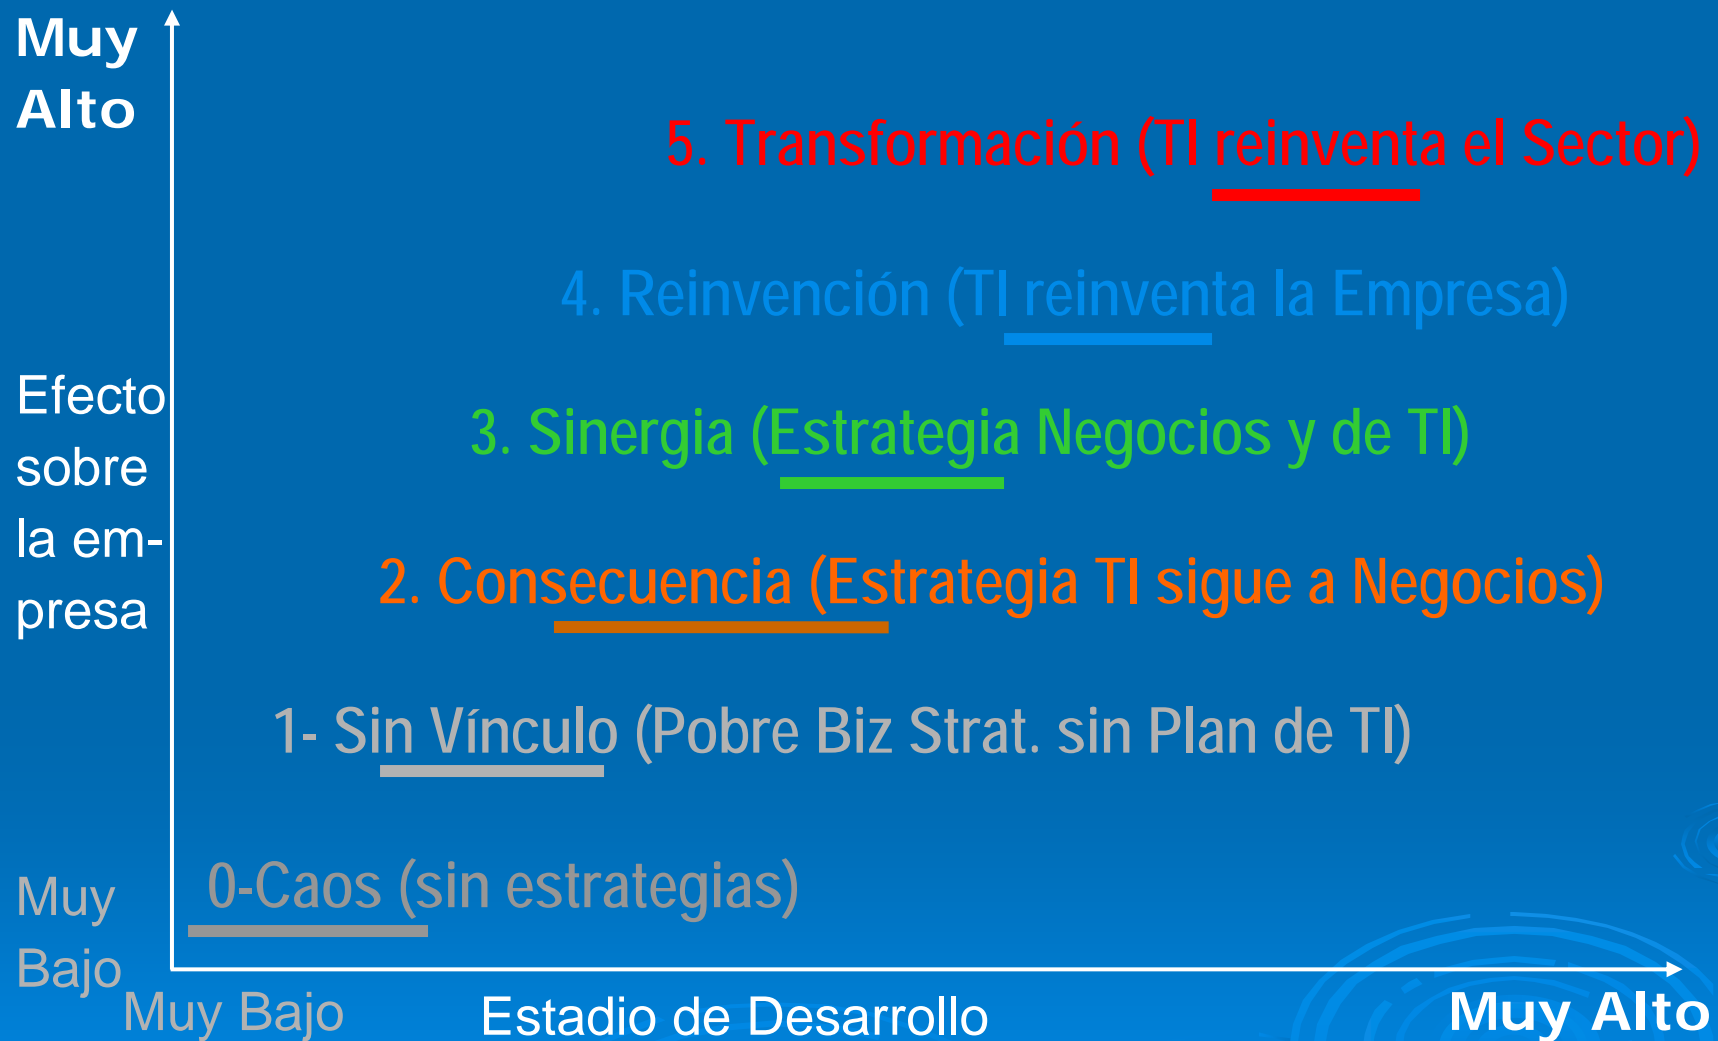 Muy
Alto
5. Transformación (TI reinventa el Sector)
4. Reinvención (TI reinventa la Empresa)
Efecto
sobre
la em-
presa
3. Sinergia (Estrategia Negocios y de TI)
2. Consecuencia (Estrategia TI sigue a Negocios)
1- Sin Vínculo (Pobre Biz Strat. sin Plan de TI)
0-Caos (sin estrategias)
Muy
Bajo
Muy Bajo
Estadio de Desarrollo
Muy Alto